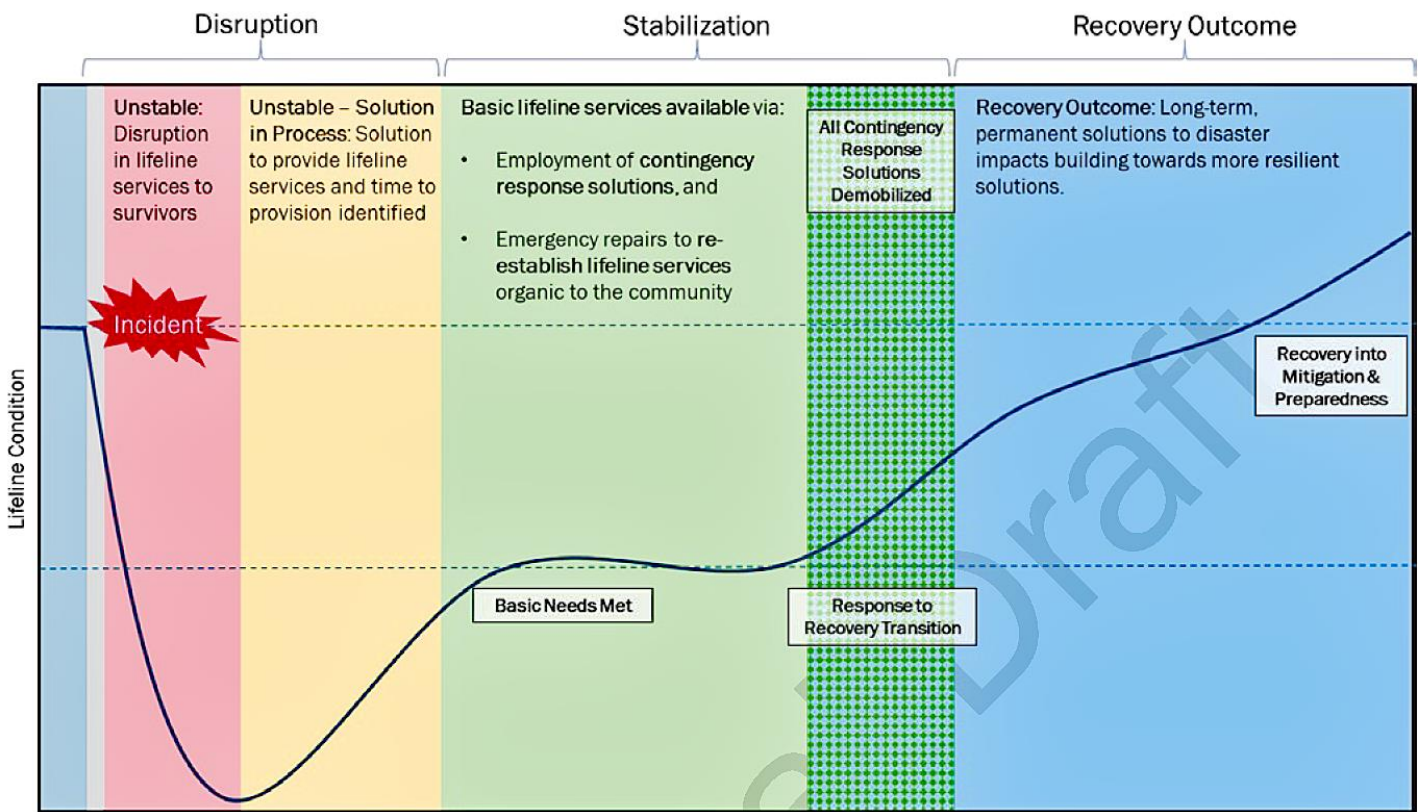 Disruption
Stabilization
Recovery Outcome
Unstable:
Disruption
in lifeline
services to
survivors
Unstable – Solution
in Process: Solution
to provide lifeline
services and time to
provision identified
Basic lifeline services available via:
• Employment of contingency
response solutions, and
• Emergency repairs to re-
establish lifeline services
organic to the community
All Contingency
Response
Solutions
Demobilized
Recovery Outcome: Long-term,
permanent solutions to disaster
impacts building towards more resilient
solutions.
Incident
Recovery into
Mitigation &
Preparedness
Lifeline Condition
Basic Needs Met
Response to
Recovery Transition
Draft